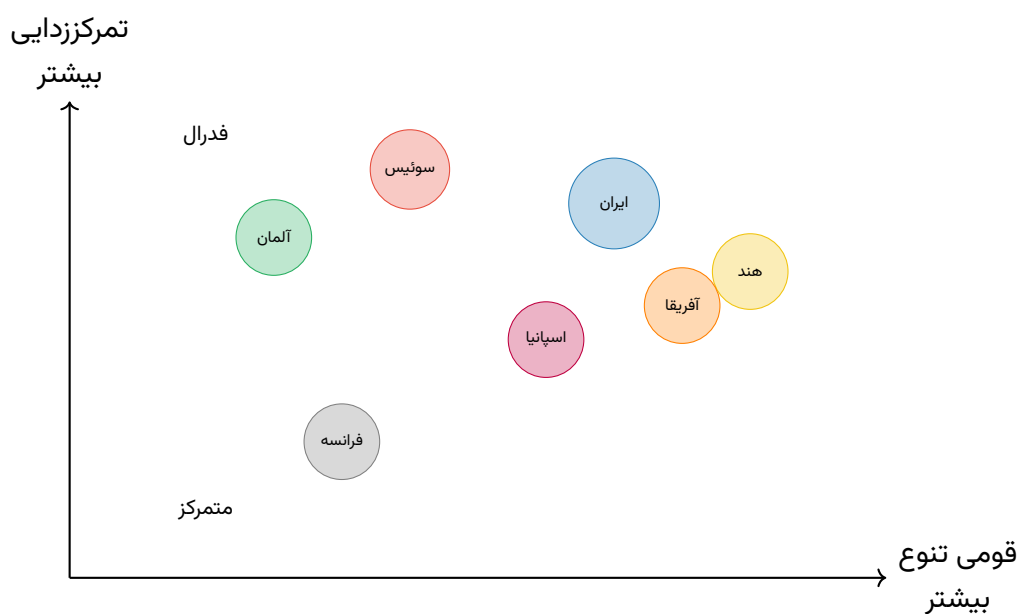 تمرکززدایی
بیشتر
فدرال
سوئیس
ایران
آلمان
هند
آفریقا
اسپانیا
فرانسه
متمرکز
قومی تنوع
بیشتر